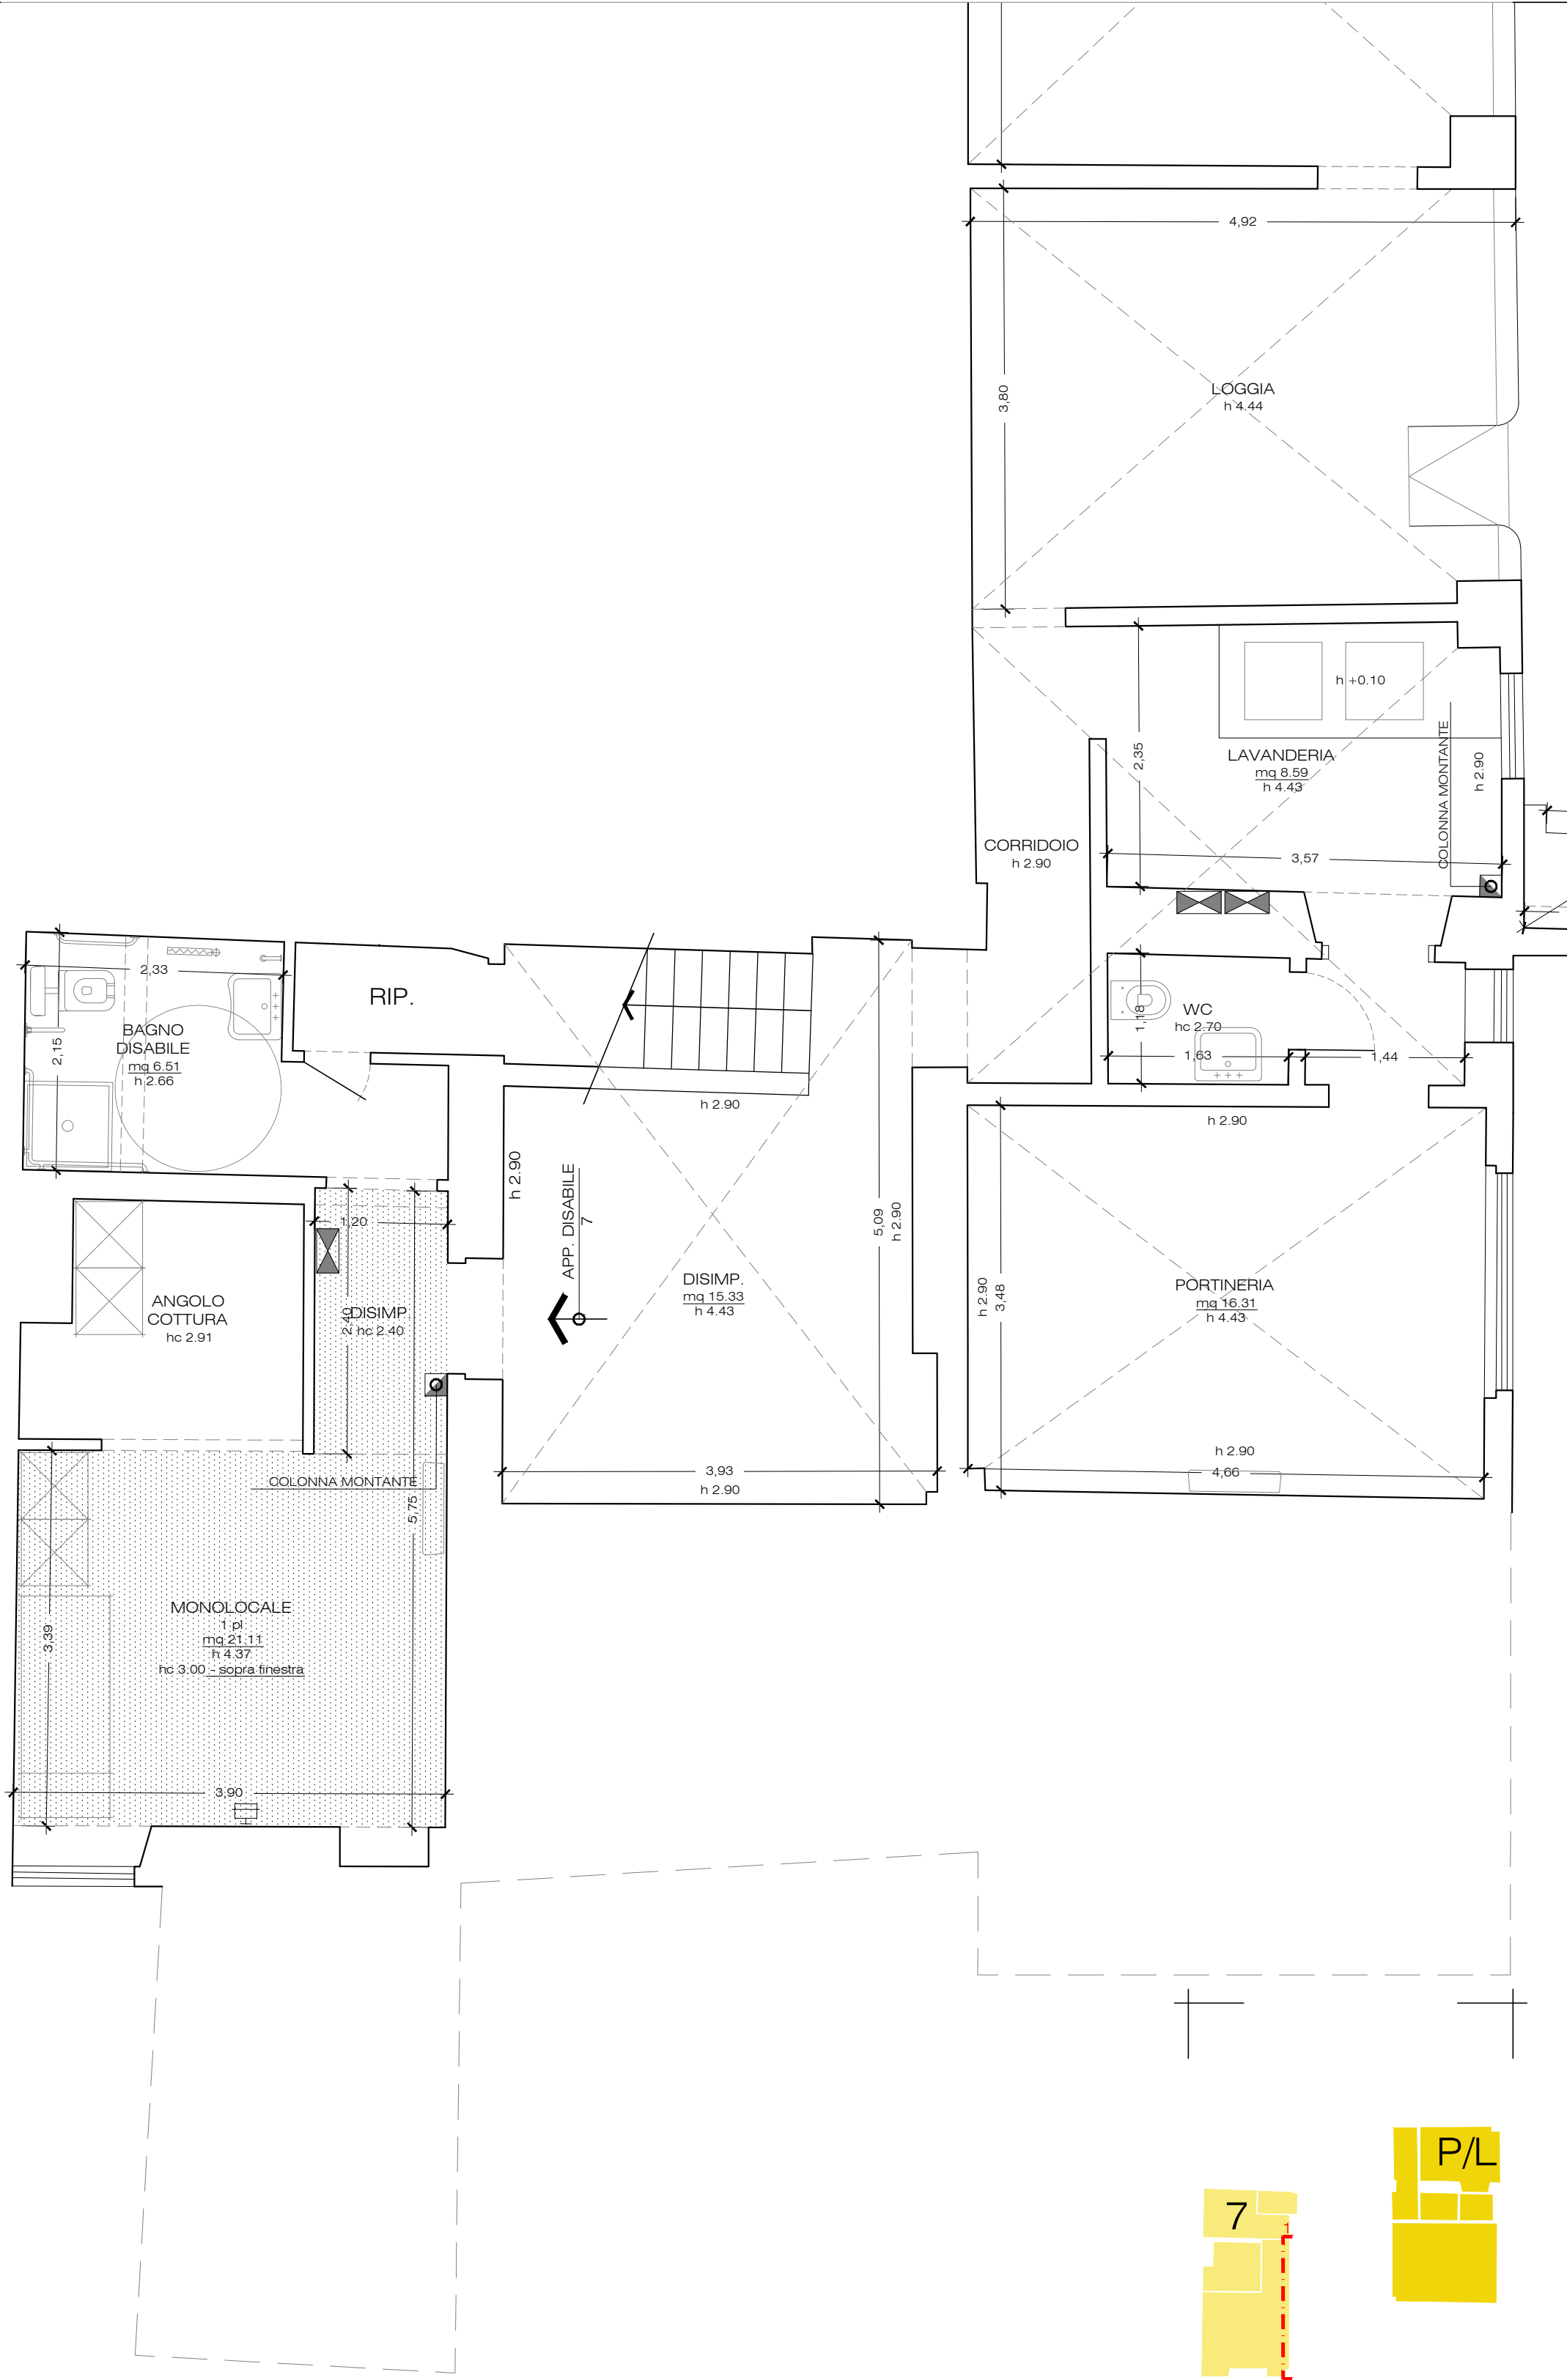 4,92
3,80
LOGGIA
h 4.44
h +0.10
2,35
LAVANDERIA
mq 8.59
h 4.43
COLONNA MONTANTE
h 2.90
3,57
CORRIDOIO
h 2.90
2,33
RIP.
BAGNO
DISABILE
mq 6.51
h 2.66
2,15
WC
hc 2.70
1,18
1,63
1,44
h 2.90
h 2.90
h 2.90
APP. DISABILE
7
5,09
h 2.90
1,20
DISIMP.
mq 15.33
h 4.43
h 2.90
3,48
PORTINERIA
mq 16.31
h 4.43
ANGOLO
COTTURA
hc 2.91
2,40
DISIMP
hc 2.40
h 2.90
4,66
3,93
h 2.90
COLONNA MONTANTE
5,75
MONOLOCALE
1 pl
mq 21.11
h 4.37
hc 3.00 - sopra finestra
3,39
3,90
P/L
7
1